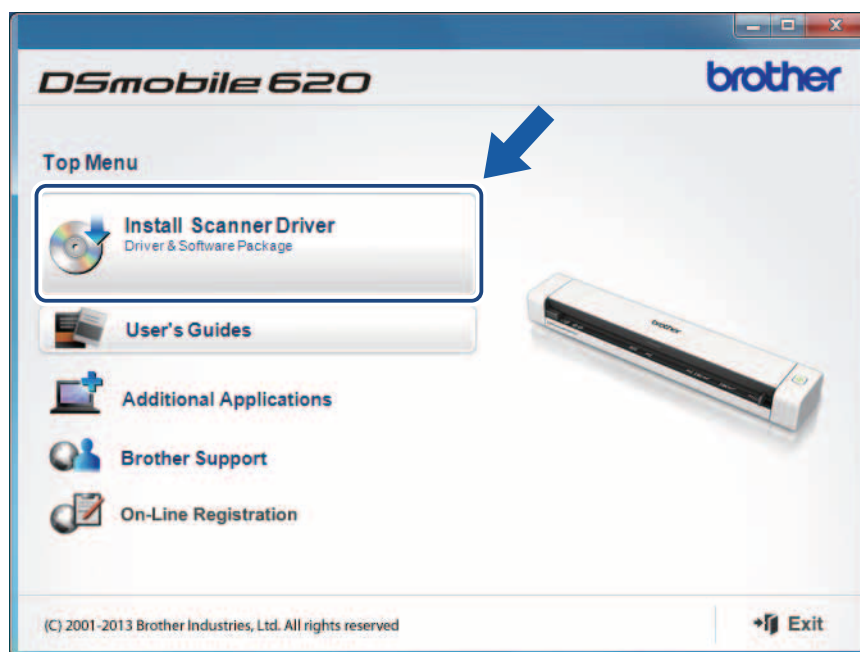 DSmobile 620
brother
Top Menu
Install Scanner Driver
Driver & Software Package
User's Guides
brother
Additional Applications
Brother Support
On-Line Registration
(C) 2001-2013 Brother Industries, Ltd. All rights reserved
Exit